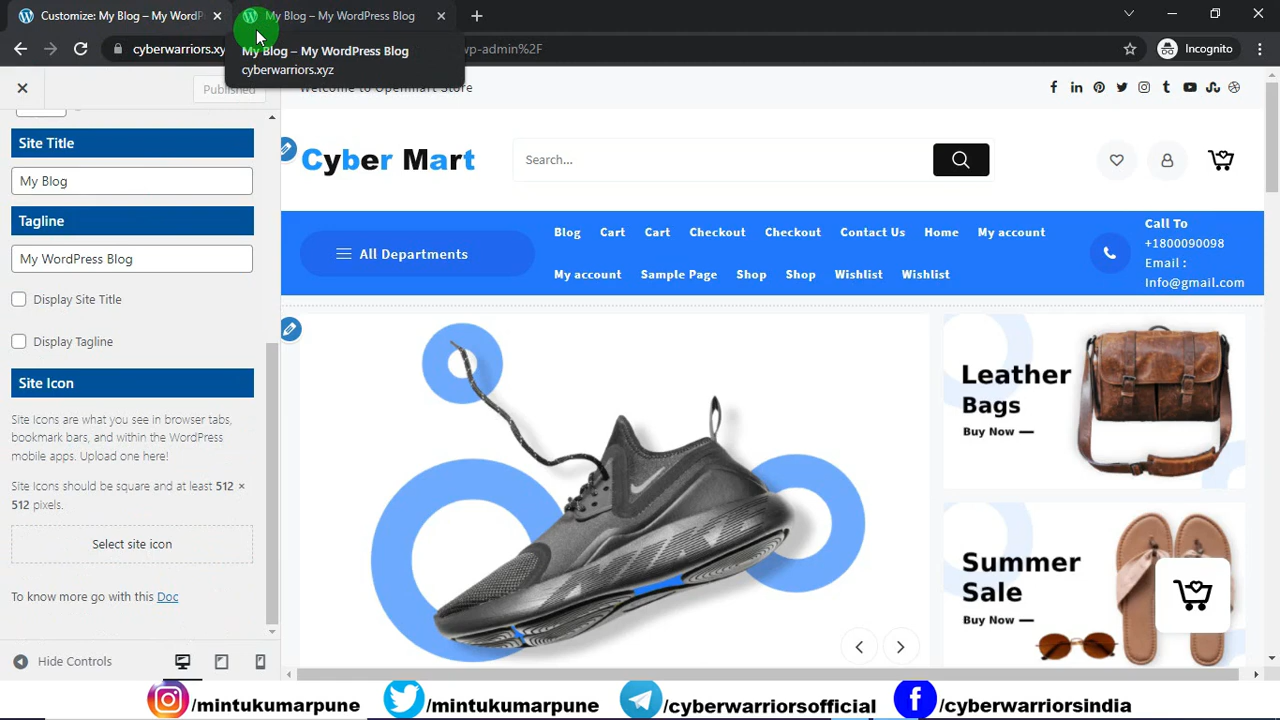 Customize: My Blog – My WordP
My Blog – My WordPress Blog
cyberwarriors.xy
wp-admin%2F
Incognito
My Blog – My WordPress Blog
cyberwarriors.xyz
Published
Welcome to Openmart Store
Site Title
My Blog
Tagline
My WordPress Blog
Display Site Title
Display Tagline
Site Icon
Site Icons are what you see in browser tabs,
bookmark bars, and within the WordPress
mobile apps. Upload one here!
Site Icons should be square and at least 512 ×
512 pixels.
Select site icon
To know more go with this Doc
Hide Controls
Cyber Mart
Search...
All Departments
Blog Cart Cart Checkout Checkout Contact Us Home My account
My account Sample Page Shop Shop Wishlist Wishlist
Call To
+1800090098
Email :
Info@gmail.com
Leather
Bags
Buy Now
Summer
Sale
Buy Now
/mintukumarpune
/mintukumarpune
/cyberwarriorsofficial
/cyberwarriorsindia